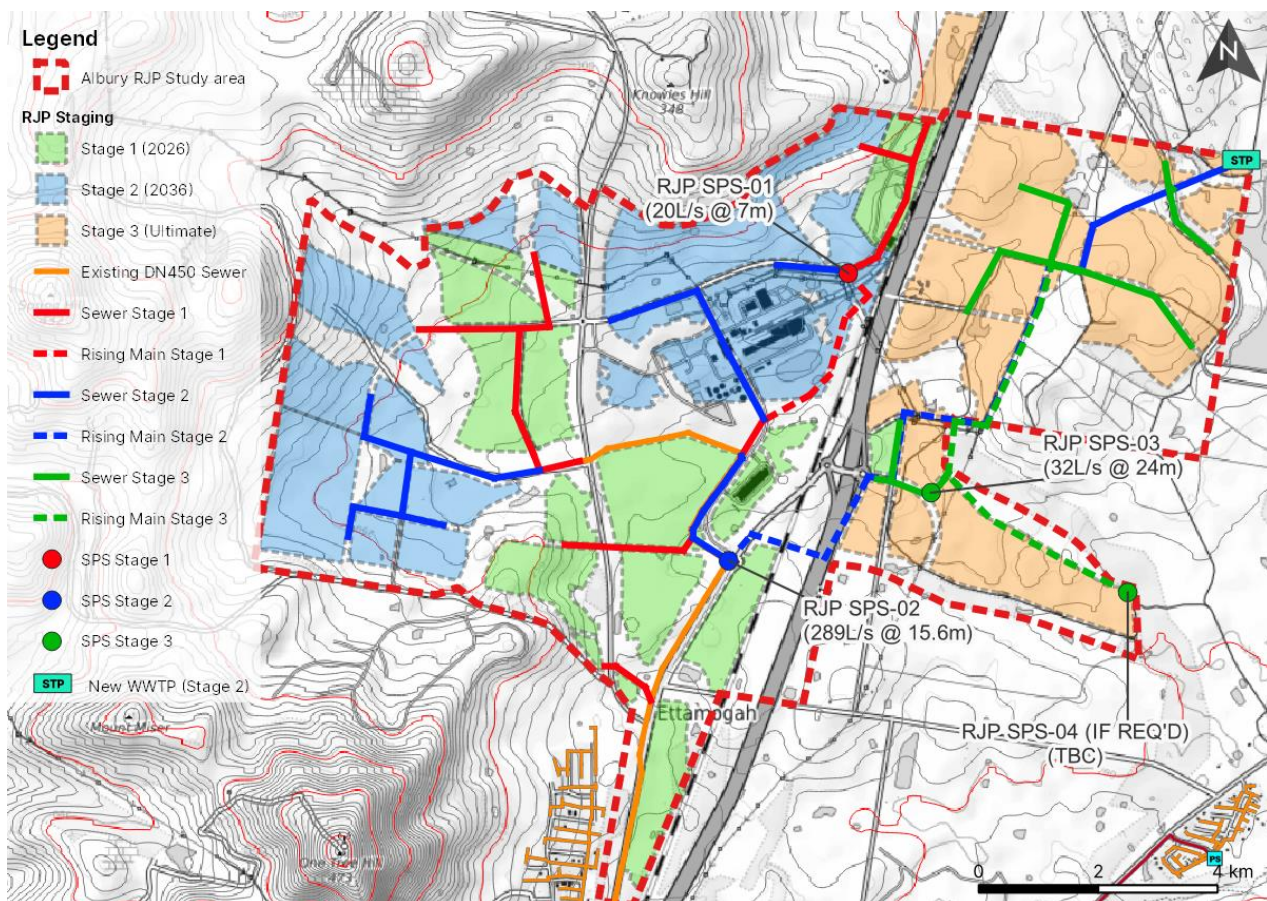 Legend
Albury RJP Study area
RJP Staging
Stage 1 (2026)
Stage 2 (2036)
Stage 3 (Ultimate)
Existing DN450 Sewer
Sewer Stage 1
Rising Main Stage 1
Sewer Stage 2
Rising Main Stage 2
Sewer Stage 3
Rising Main Stage 3
SPS Stage 1
SPS Stage 2
SPS Stage 3
STP
New WWTP (Stage 2)
N
Knowles Hill
348
STP
RJP SPS-01
(20L/s @ 7m)
RJP SPS-03
(32L/s @ 24m)
RJP SPS-02
(289L/s @ 15.6m)
Ettamogah
RJP-SPS-04 (IF REQ'D)
(TBC)
Mount Miser
One Tree Hill
473
PS
0 2 4 km